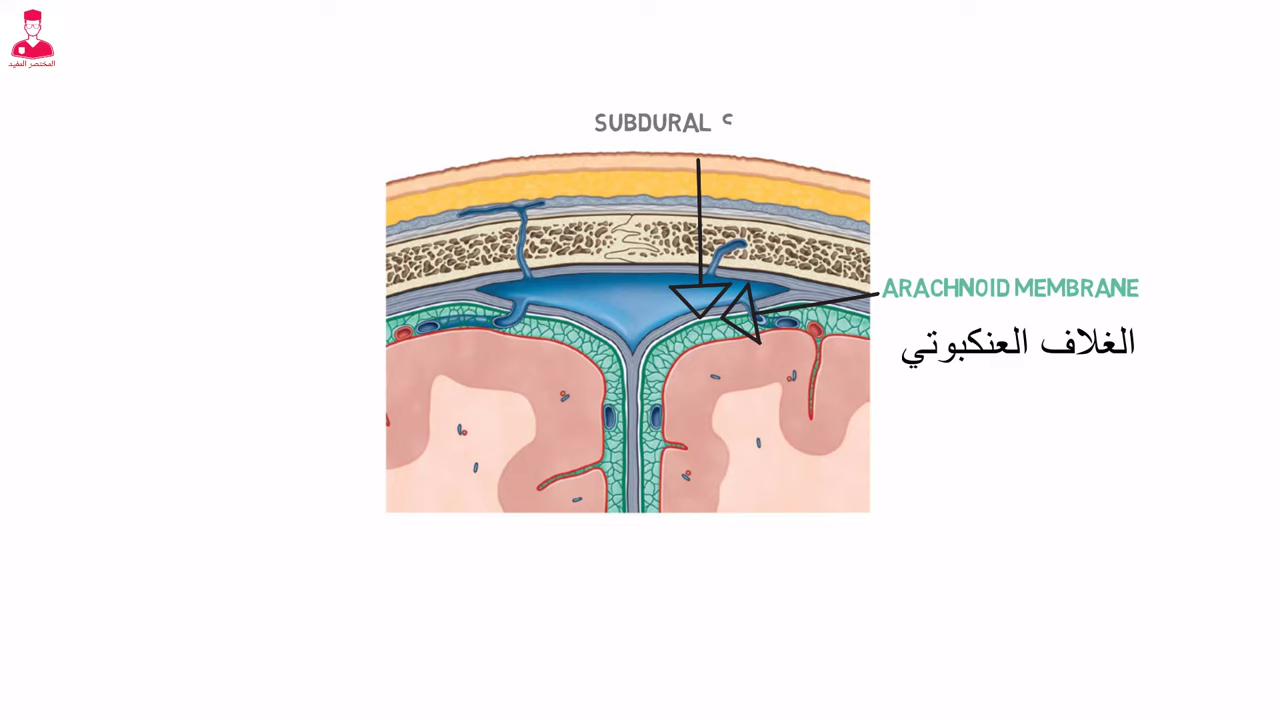 المختصر المفيد
SUBDURAL S
ARACHNOID MEMBRANE
الغلاف العنكبوتي